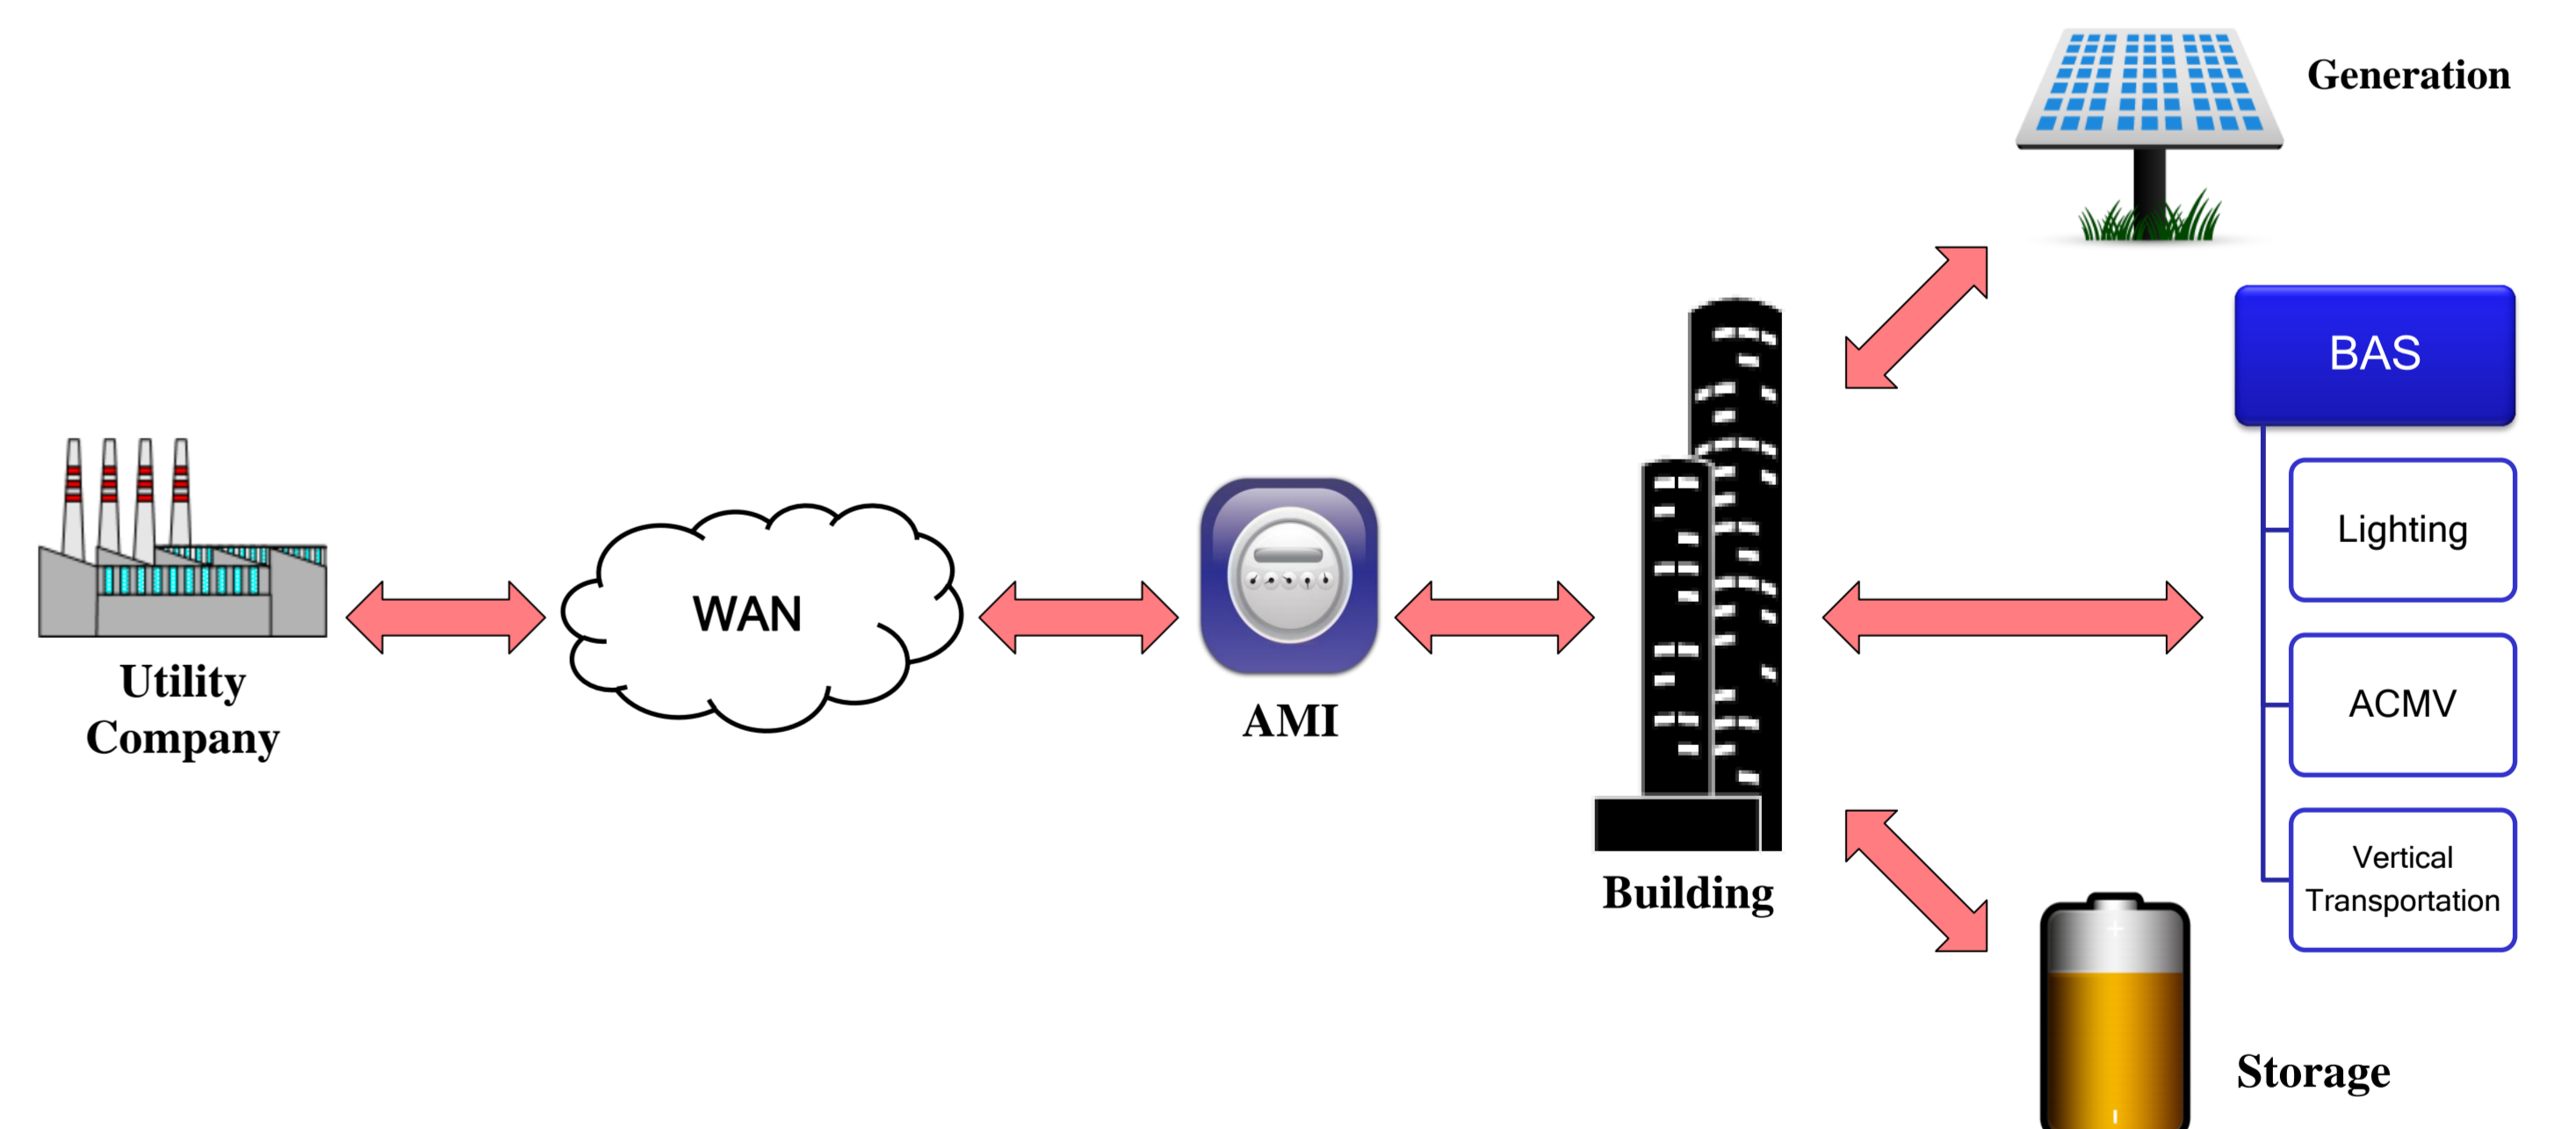 Generation
BAS
Lighting
WAN
Utility
Company
AMI
ACMV
Building
Vertical
Transportation
Storage